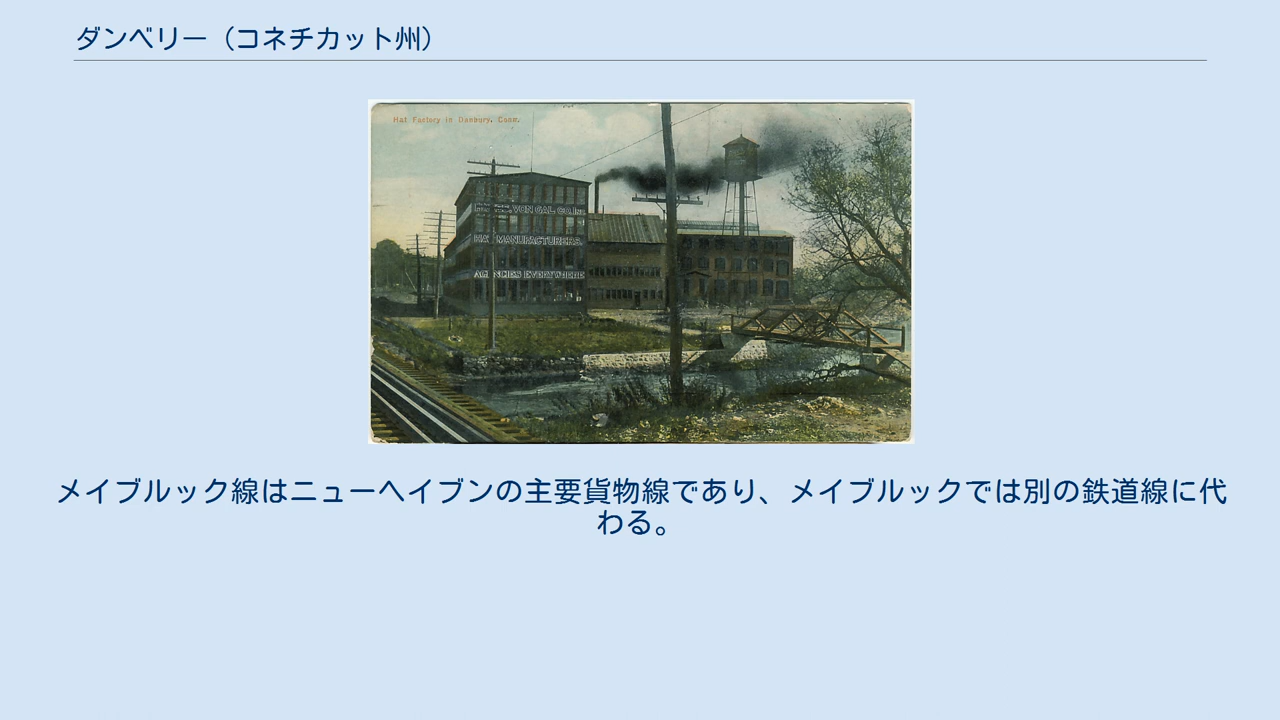 ダンベリー（コネチカット州）
Hat Factory in Danbury, Conn.
VON GAL CO. Inc
HAT MANUFACTURERS.
AGENCIES EVERYWHERE
メイブルック線はニューヘイブンの主要貨物線であり、メイブルックでは別の鉄道線に代
わる。